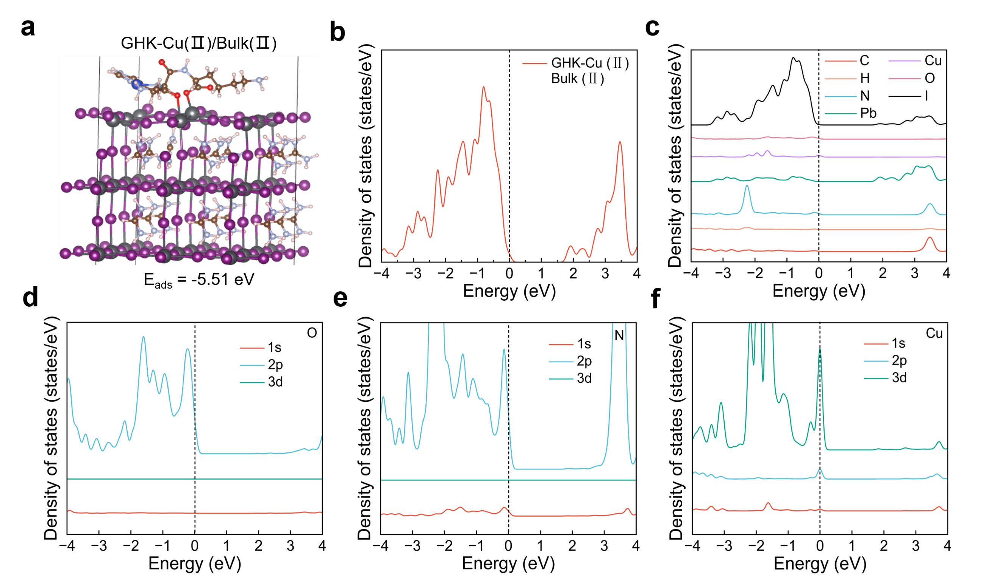 a
GHK-Cu(Ⅱ)/Bulk(Ⅱ)
Eads = -5.51 eV
b
Density of states (states/eV)
GHK-Cu (Ⅱ)
Bulk (Ⅱ)
−4 −3 −2 −1 0 1 2 3 4
Energy (eV)
c
Density of states (states/eV)
C Cu
H O
N I
Pb
−4 −3 −2 −1 0 1 2 3 4
Energy (eV)
d
Density of states (states/eV)
O
1s
2p
3d
−4 −3 −2 −1 0 1 2 3 4
Energy (eV)
e
Density of states (states/eV)
N
1s
2p
3d
−4 −3 −2 −1 0 1 2 3 4
Energy (eV)
f
Density of states (states/eV)
Cu
1s
2p
3d
−4 −3 −2 −1 0 1 2 3 4
Energy (eV)